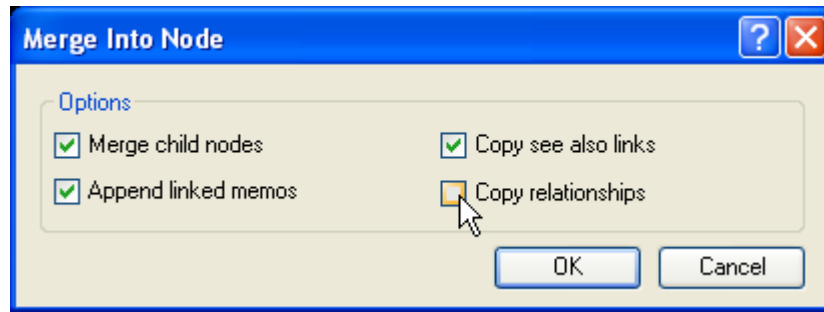 Merge Into Node
Options
Merge child nodes
Copy see also links
Append linked memos
Copy relationships
OK
Cancel